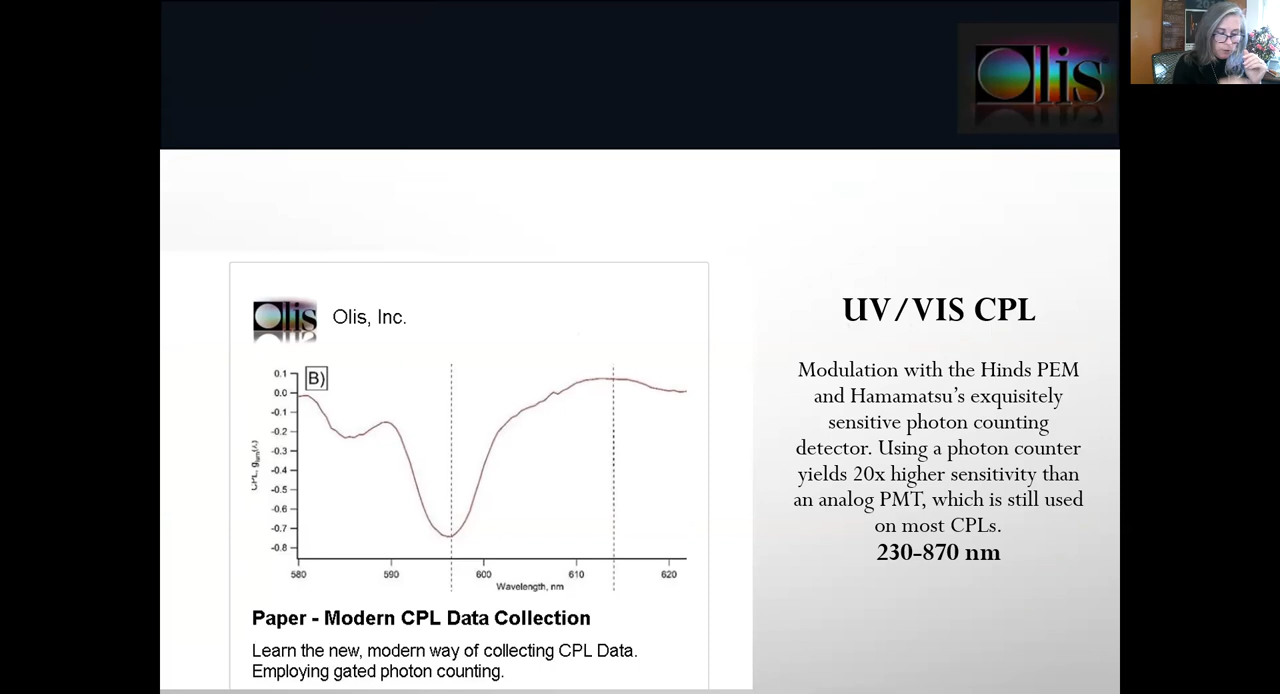 Olis
UV/VIS CPL
Modulation with the Hinds PEM
and Hamamatsu's exquisitely
sensitive photon counting
detector. Using a photon counter
yields 20x higher sensitivity than
an analog PMT, which is still used
on most CPLs.
230-870 nm
Olis
Olis, Inc.
B)
CPL, glum(λ)
0.1
0.0
-0.1
-0.2
-0.3
-0.4
-0.5
-0.6
-0.7
-0.8
580 590 600 610 620
Wavelength, nm
Paper - Modern CPL Data Collection
Learn the new, modern way of collecting CPL Data.
Employing gated photon counting.